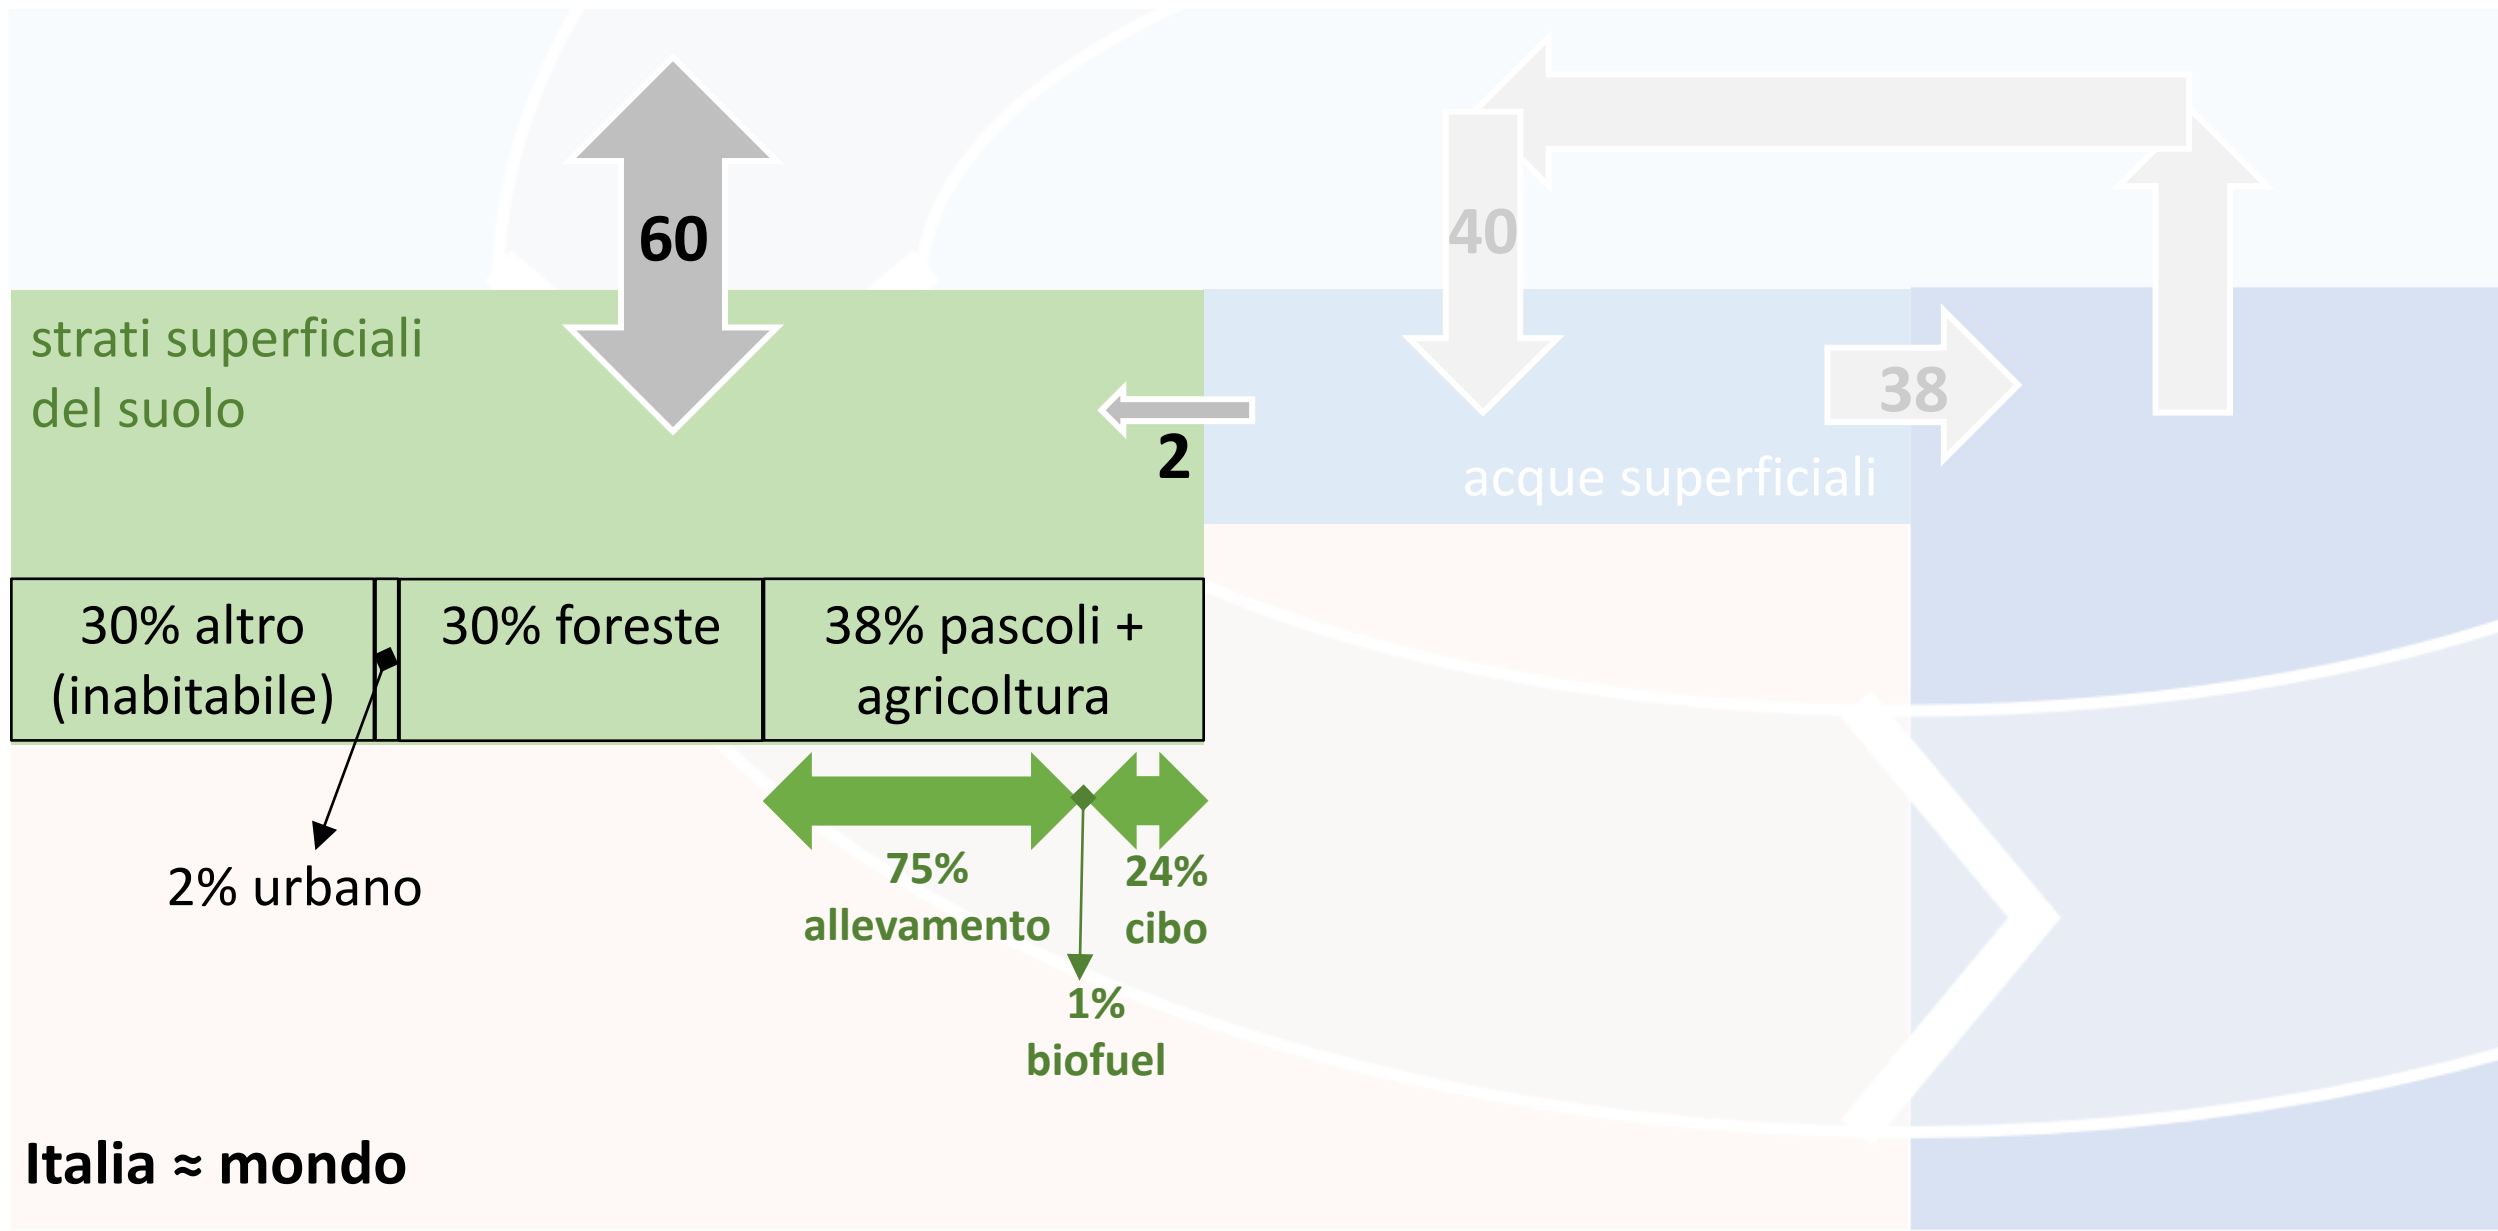 60
40
strati superficiali
del suolo
38
2
acque superficiali
30% altro
(inabitabile)
30% foreste
38% pascoli +
agricoltura
2% urbano
75%
allevamento
24%
cibo
1%
biofuel
Italia ≈ mondo